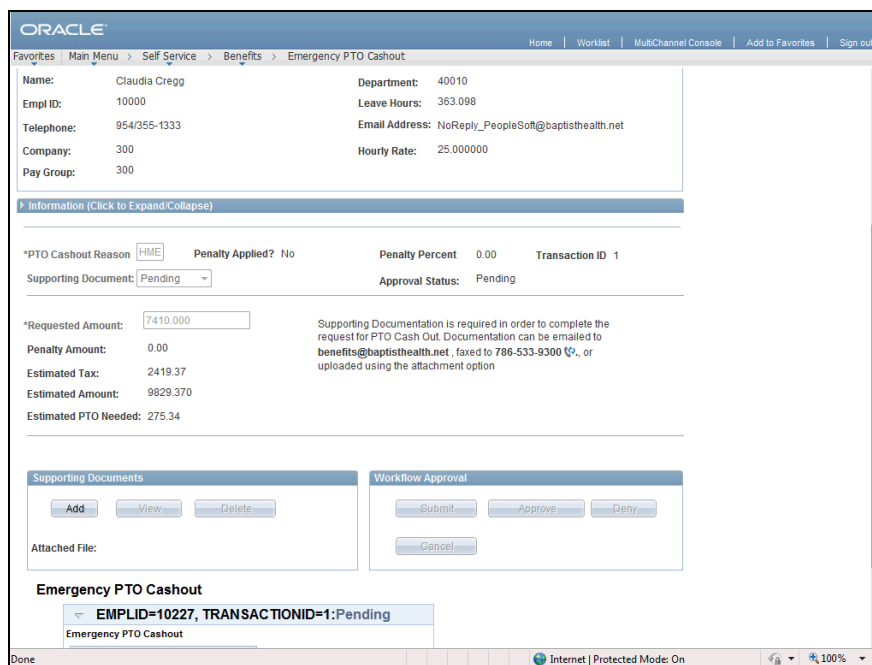 ORACLE
Home | Worklist | MultiChannel Console | Add to Favorites | Sign out
Favorites Main Menu > Self Service > Benefits > Emergency PTO Cashout
Name: Claudia Cregg Department: 40010
Empl ID: 10000 Leave Hours: 363.098
Telephone: 954/355-1333 Email Address: NoReply_PeopleSoft@baptisthealth.net
Company: 300 Hourly Rate: 25.000000
Pay Group: 300
Information (Click to Expand/Collapse)
*PTO Cashout Reason HME Penalty Applied? No Penalty Percent 0.00 Transaction ID 1
Supporting Document: Pending Approval Status: Pending
*Requested Amount: 7410.000
Penalty Amount: 0.00
Estimated Tax: 2419.37
Estimated Amount: 9829.370
Estimated PTO Needed: 275.34
Supporting Documentation is required in order to complete the
request for PTO Cash Out. Documentation can be emailed to
benefits@baptisthealth.net , faxed to 786-533-9300 , or
uploaded using the attachment option
Supporting Documents
Add View Delete
Attached File:
Workflow Approval
Submit Approve Deny
Cancel
Emergency PTO Cashout
EMPLID=10227, TRANSACTIONID=1:Pending
Emergency PTO Cashout
Done Internet | Protected Mode: On 100%